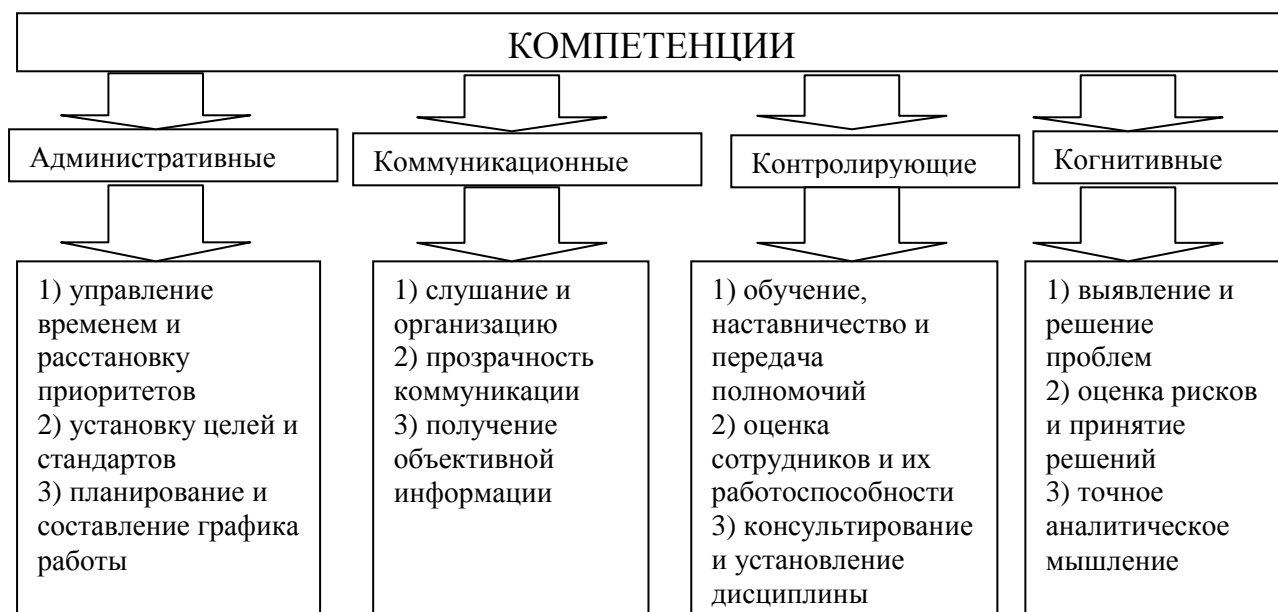 КОМПЕТЕНЦИИ
Административные
Коммуникационные
Контролирующие
Когнитивные
1) управление
временем и
расстановку
приоритетов
2) установку целей и
стандартов
3) планирование и
составление графика
работы
1) слушание и
организацию
2) прозрачность
коммуникации
3) получение
объективной
информации
1) обучение,
наставничество и
передача
полномочий
2) оценка
сотрудников и их
работоспособности
3) консультирование
и установление
дисциплины
1) выявление и
решение
проблем
2) оценка рисков
и принятие
решений
3) точное
аналитическое
мышление